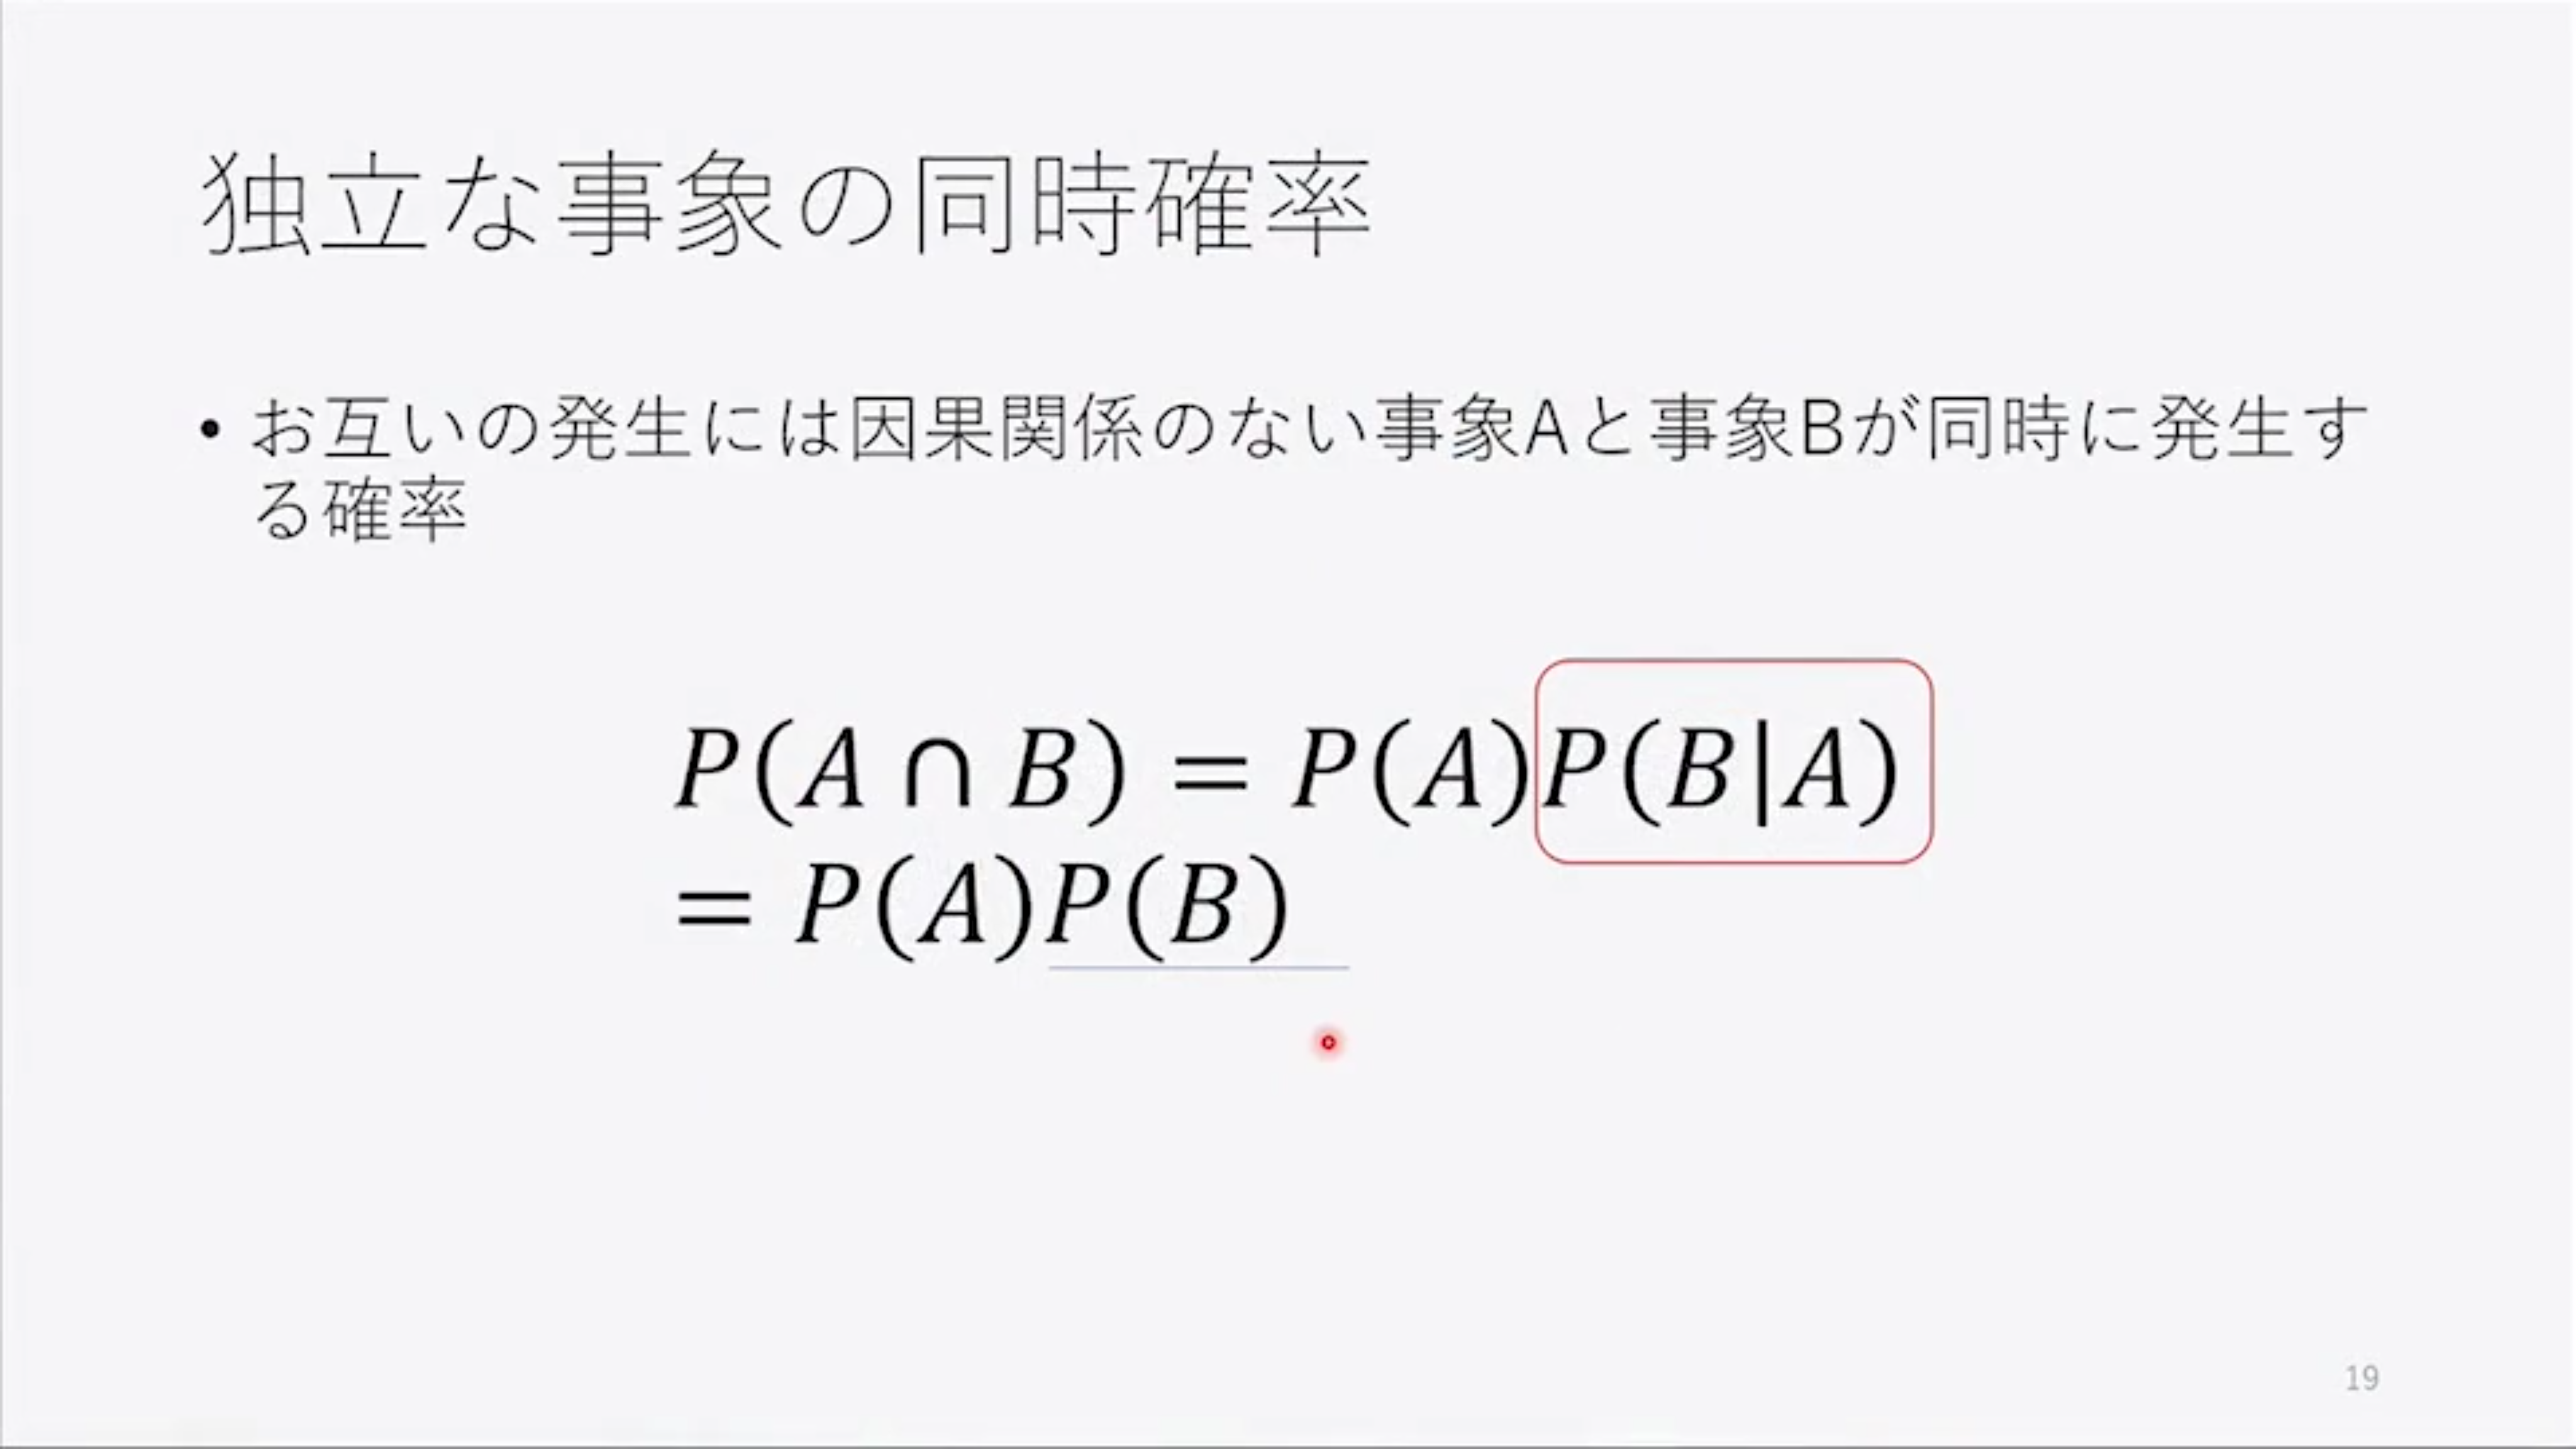 独立な事象の同時確率
• お互いの発生には因果関係のない事象Aと事象Bが同時に発生す
る確率
P(A ∩ B) = P(A)P(B|A)
= P(A)P(B)
19